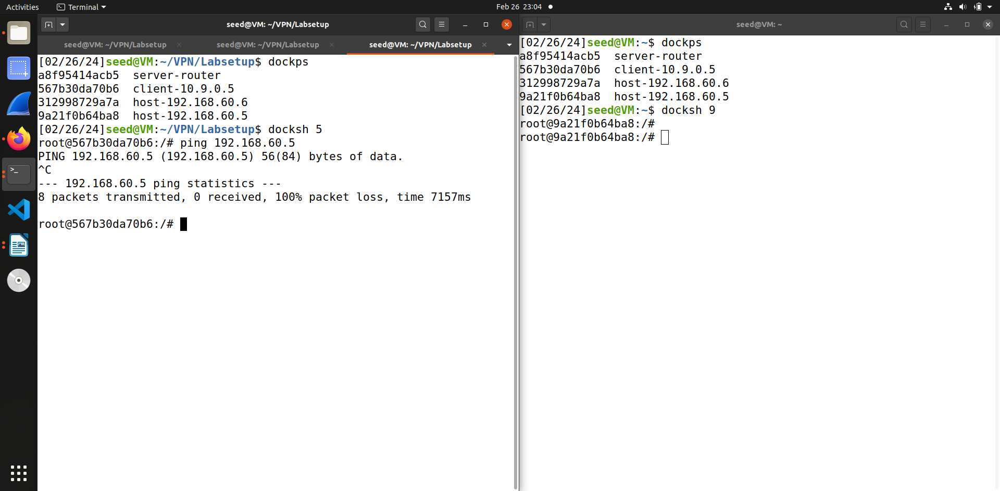 Activities
Terminal
Feb 26 23:04
seed@VM: ~/VPN/Labsetup
seed@VM: ~/VPN/Labsetup
seed@VM: ~/VPN/Labsetup
seed@VM: ~/VPN/Labsetup
[02/26/24]seed@VM:~/VPN/Labsetup$ dockps
a8f95414acb5  server-router
567b30da70b6  client-10.9.0.5
312998729a7a  host-192.168.60.6
9a21f0b64ba8  host-192.168.60.5
[02/26/24]seed@VM:~/VPN/Labsetup$ docksh 5
root@567b30da70b6:/# ping 192.168.60.5
PING 192.168.60.5 (192.168.60.5) 56(84) bytes of data.
^C
--- 192.168.60.5 ping statistics ---
8 packets transmitted, 0 received, 100% packet loss, time 7157ms
root@567b30da70b6:/#
seed@VM: ~
[02/26/24]seed@VM:~$ dockps
a8f95414acb5  server-router
567b30da70b6  client-10.9.0.5
312998729a7a  host-192.168.60.6
9a21f0b64ba8  host-192.168.60.5
[02/26/24]seed@VM:~$ docksh 9
root@9a21f0b64ba8:/#
root@9a21f0b64ba8:/#